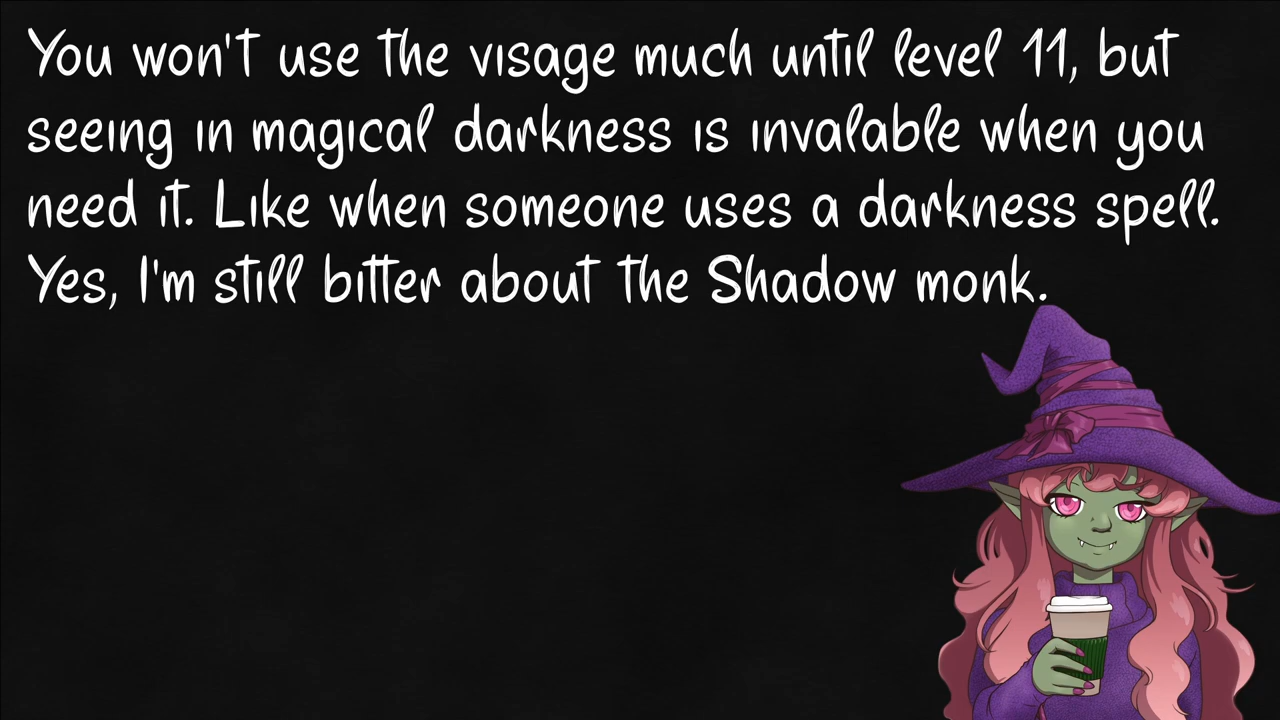 You won't use the visage much until level 11, but
seeing in magical darkness is invalable when you
need it. Like when someone uses a darkness spell.
Yes, I'm still bitter about the Shadow monk.